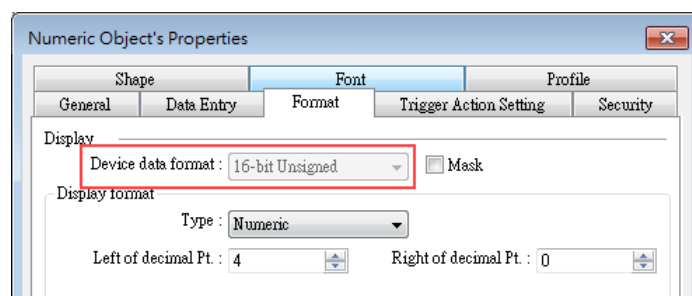 Numeric Object's Properties
Shape Font Profile
General Data Entry Format Trigger Action Setting Security
Display
Device data format : 16-bit Unsigned Mask
Display format
Type : Numeric
Left of decimal Pt. : 4 Right of decimal Pt. : 0